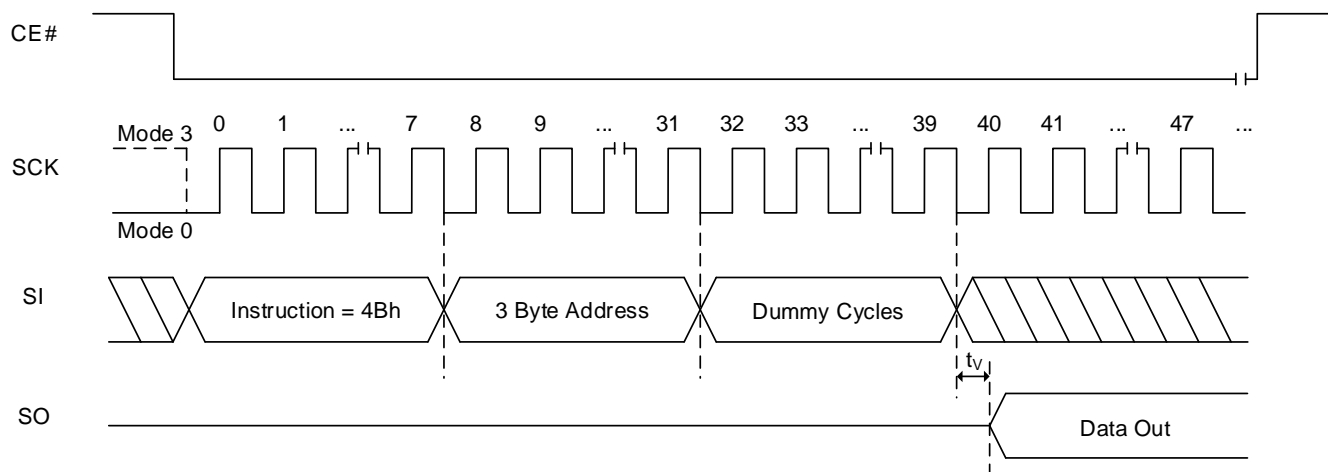 CE#
Mode 3 0 1 ... 7 8 9 ... 31 32 33 ... 39 40 41 ... 47 ...
SCK
Mode 0
SI Instruction = 4Bh 3 Byte Address Dummy Cycles
tV
SO Data Out